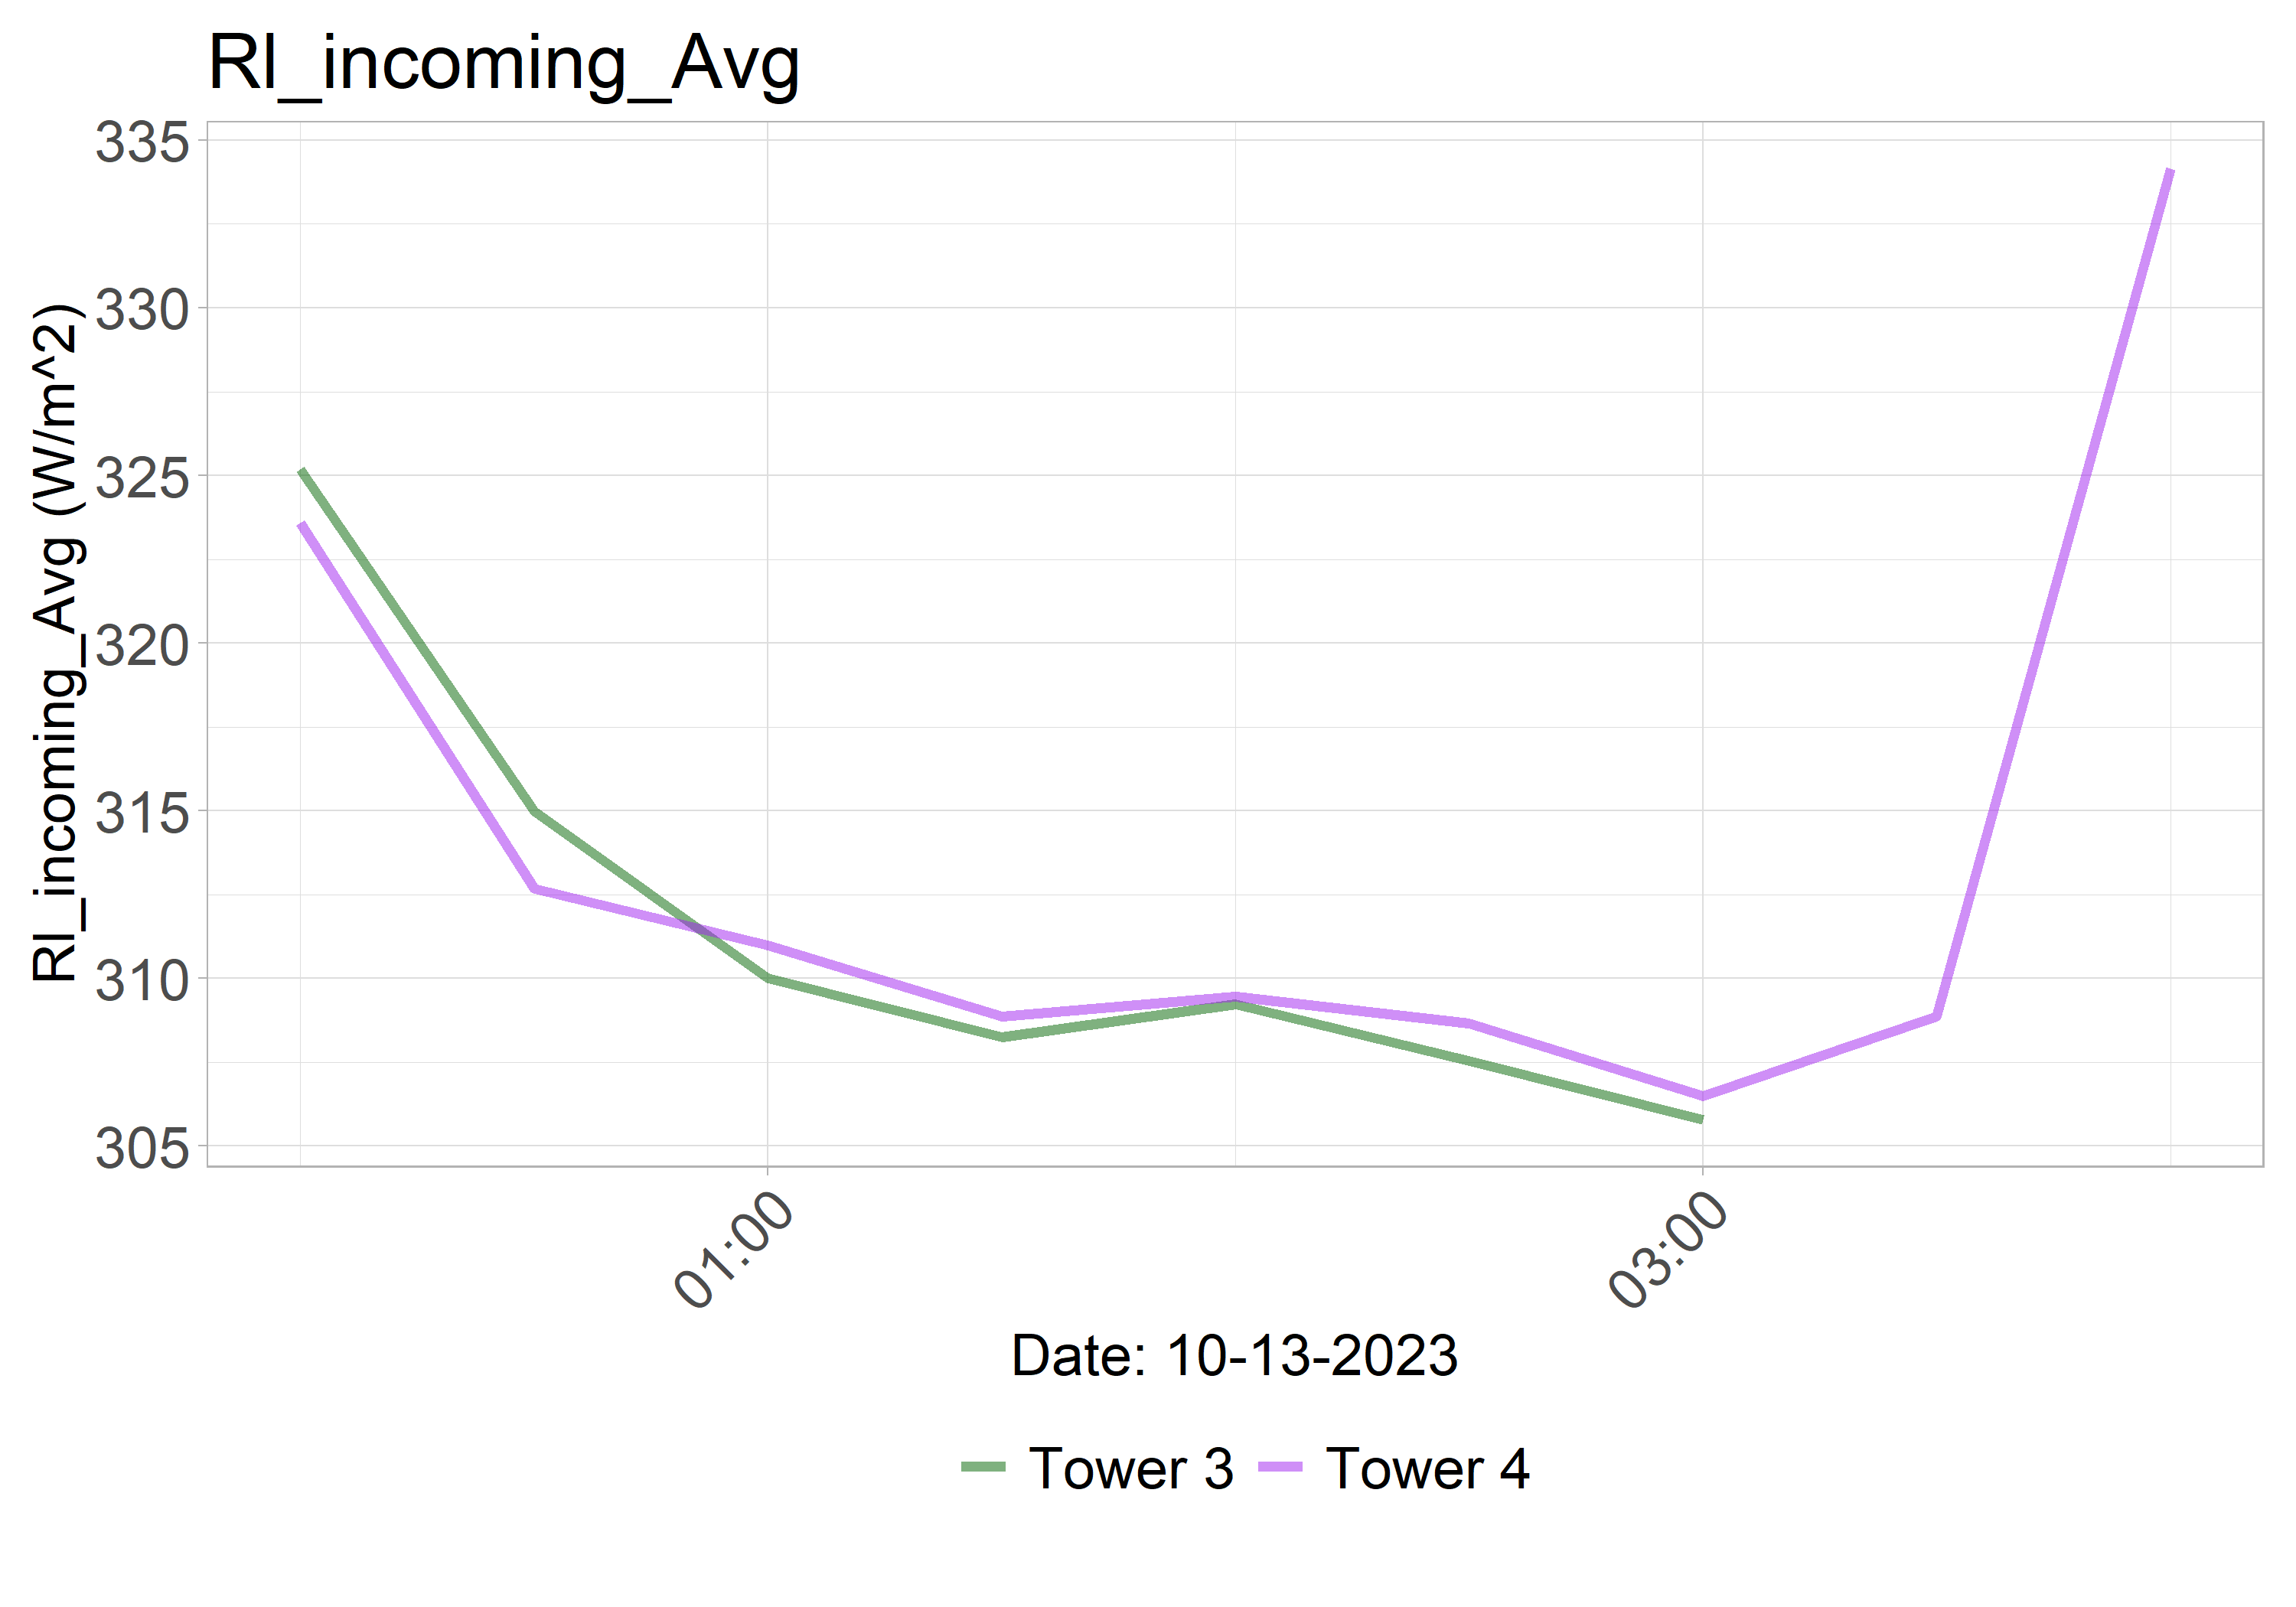 Rl_incoming_Avg
Rl_incoming_Avg (W/m^2)
335
330
325
320
315
310
305
01:00
03:00
Date: 10-13-2023
Tower 3
Tower 4